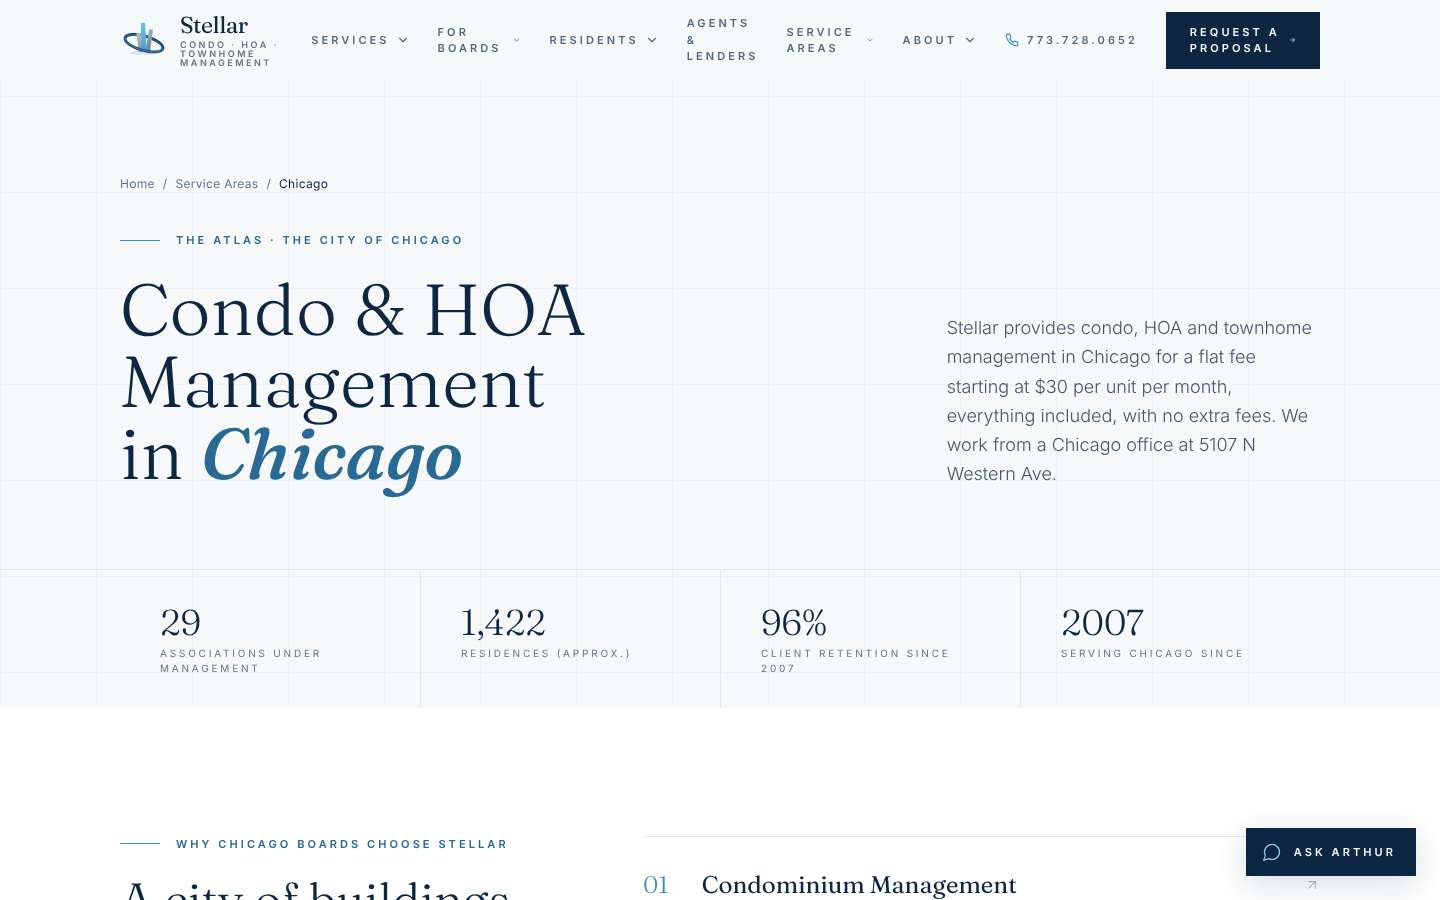 Stellar
CONDO · HOA ·
TOWNHOME
MANAGEMENT
SERVICES
FOR
BOARDS
RESIDENTS
AGENTS
&
LENDERS
SERVICE
AREAS
ABOUT
773.728.0652
REQUEST A
PROPOSAL
Home / Service Areas / Chicago
THE ATLAS · THE CITY OF CHICAGO
Condo & HOA
Management
in Chicago
Stellar provides condo, HOA and townhome
management in Chicago for a flat fee
starting at $30 per unit per month,
everything included, with no extra fees. We
work from a Chicago office at 5107 N
Western Ave.
29
ASSOCIATIONS UNDER
MANAGEMENT
1,422
RESIDENCES (APPROX.)
96%
CLIENT RETENTION SINCE
2007
2007
SERVING CHICAGO SINCE
WHY CHICAGO BOARDS CHOOSE STELLAR
A city of buildings
01 Condominium Management
ASK ARTHUR